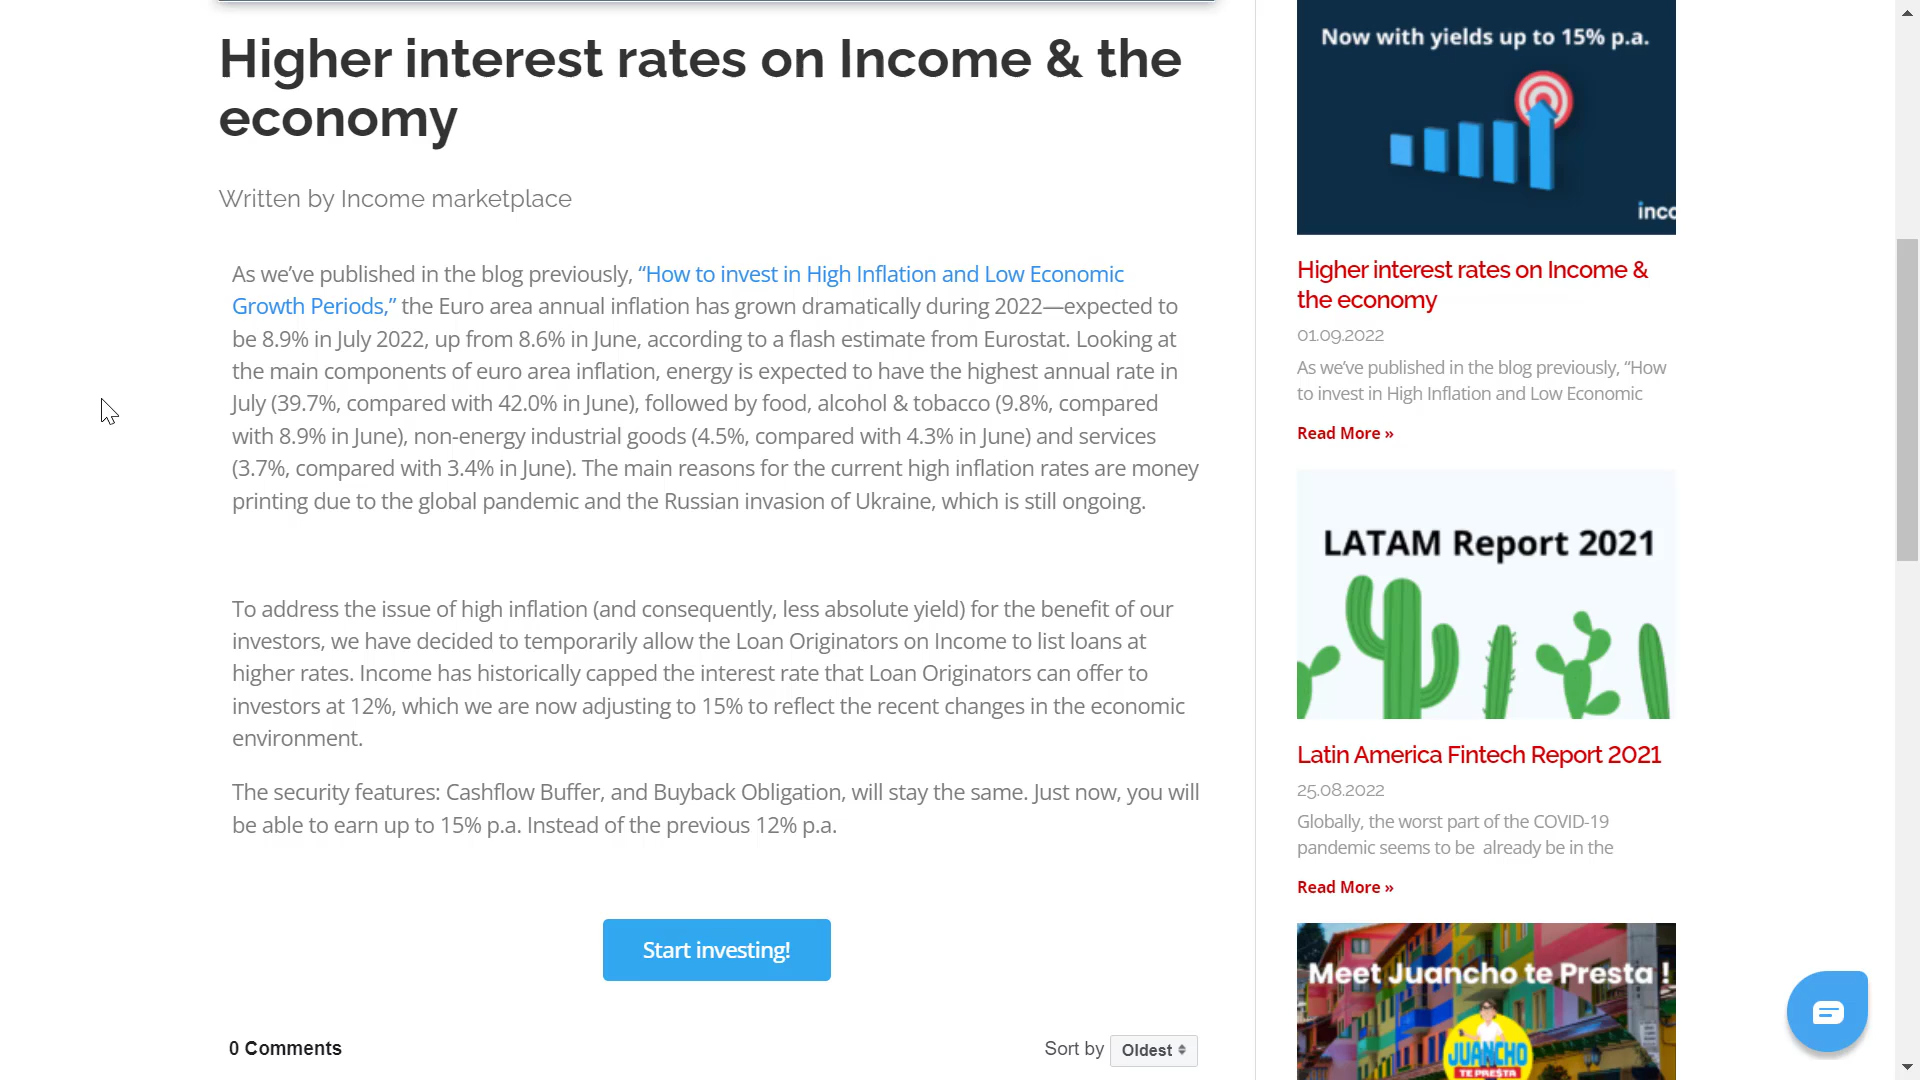 Higher interest rates on Income & the
economy
Written by Income marketplace
As we’ve published in the blog previously, “How to invest in High Inflation and Low Economic
Growth Periods,” the Euro area annual inflation has grown dramatically during 2022—expected to
be 8.9% in July 2022, up from 8.6% in June, according to a flash estimate from Eurostat. Looking at
the main components of euro area inflation, energy is expected to have the highest annual rate in
July (39.7%, compared with 42.0% in June), followed by food, alcohol & tobacco (9.8%, compared
with 8.9% in June), non-energy industrial goods (4.5%, compared with 4.3% in June) and services
(3.7%, compared with 3.4% in June). The main reasons for the current high inflation rates are money
printing due to the global pandemic and the Russian invasion of Ukraine, which is still ongoing.
To address the issue of high inflation (and consequently, less absolute yield) for the benefit of our
investors, we have decided to temporarily allow the Loan Originators on Income to list loans at
higher rates. Income has historically capped the interest rate that Loan Originators can offer to
investors at 12%, which we are now adjusting to 15% to reflect the recent changes in the economic
environment.
The security features: Cashflow Buffer, and Buyback Obligation, will stay the same. Just now, you will
be able to earn up to 15% p.a. Instead of the previous 12% p.a.
Start investing!
0 Comments
Sort by Oldest
Now with yields up to 15% p.a.
inco
Higher interest rates on Income &
the economy
01.09.2022
As we’ve published in the blog previously, “How
to invest in High Inflation and Low Economic
Read More »
LATAM Report 2021
Latin America Fintech Report 2021
25.08.2022
Globally, the worst part of the COVID-19
pandemic seems to be  already be in the
Read More »
Meet Juancho te Presta !
JUANCHO
TE PRESTA